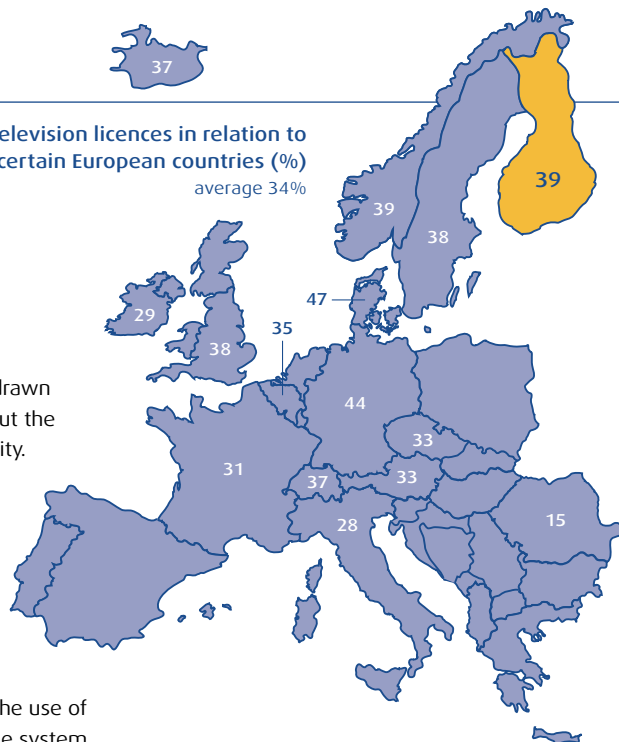 37
elevision licences in relation to
certain European countries (%)
average 34%
39
39
38
47
35
29
38
drawn
ut the
ity.
44
33
31
37
33
28
15
he use of
e system